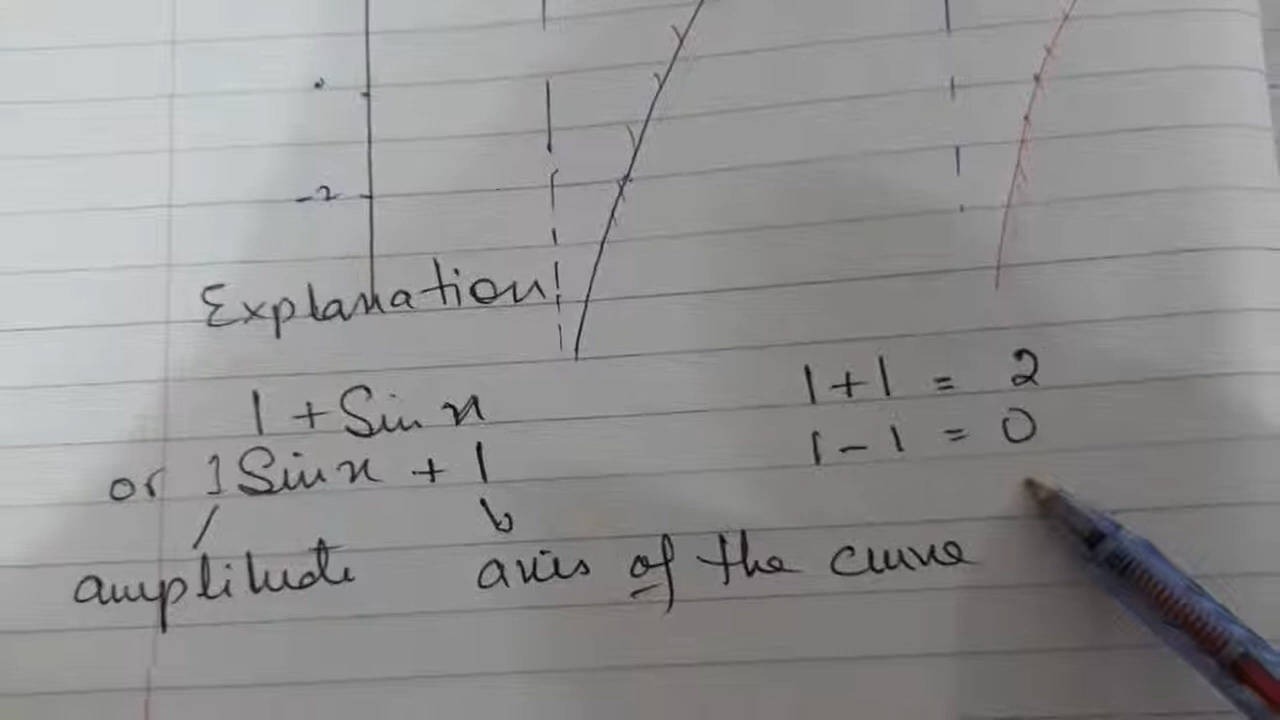 -2
Explanation!
1 + Sin x
or 1 Sin x + 1
amplitude axis of the curve
1 + 1 = 2
1 - 1 = 0